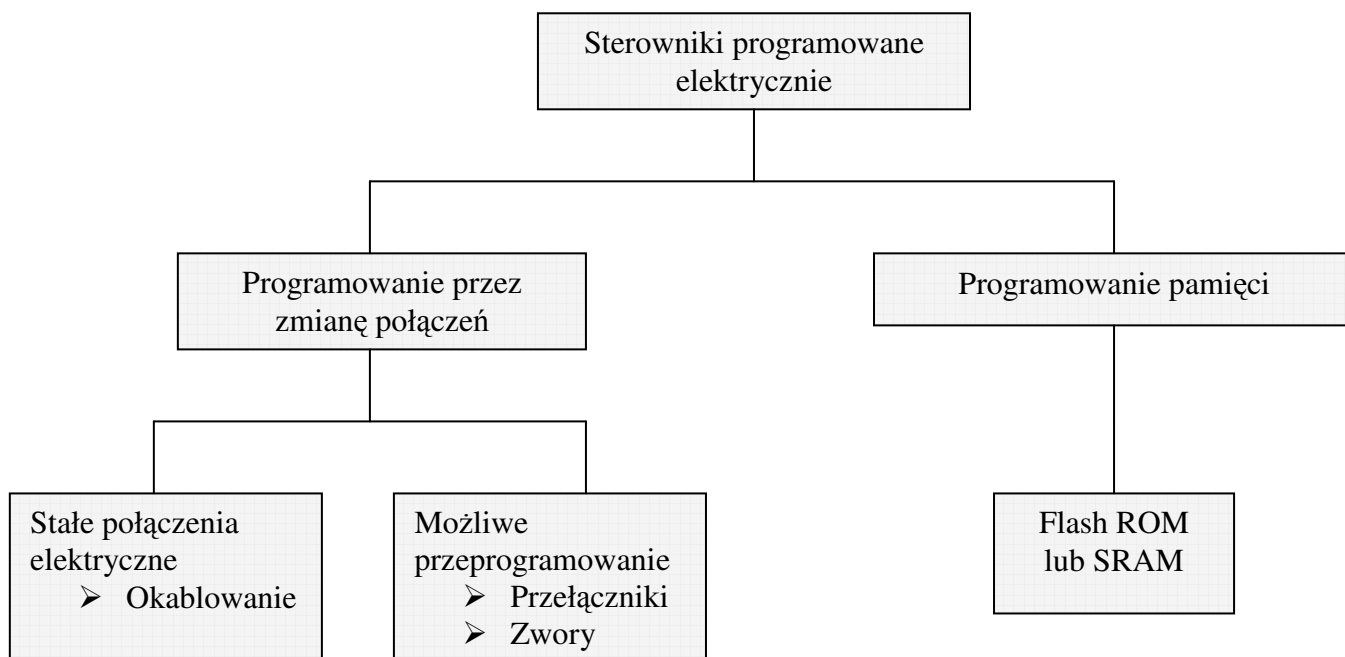 Sterowniki programowane
elektrycznie
Programowanie przez
zmianę połączeń
Programowanie pamięci
Stałe połączenia
elektryczne
➢ Okablowanie
Możliwe
przeprogramowanie
➢ Przełączniki
➢ Zwory
Flash ROM
lub SRAM